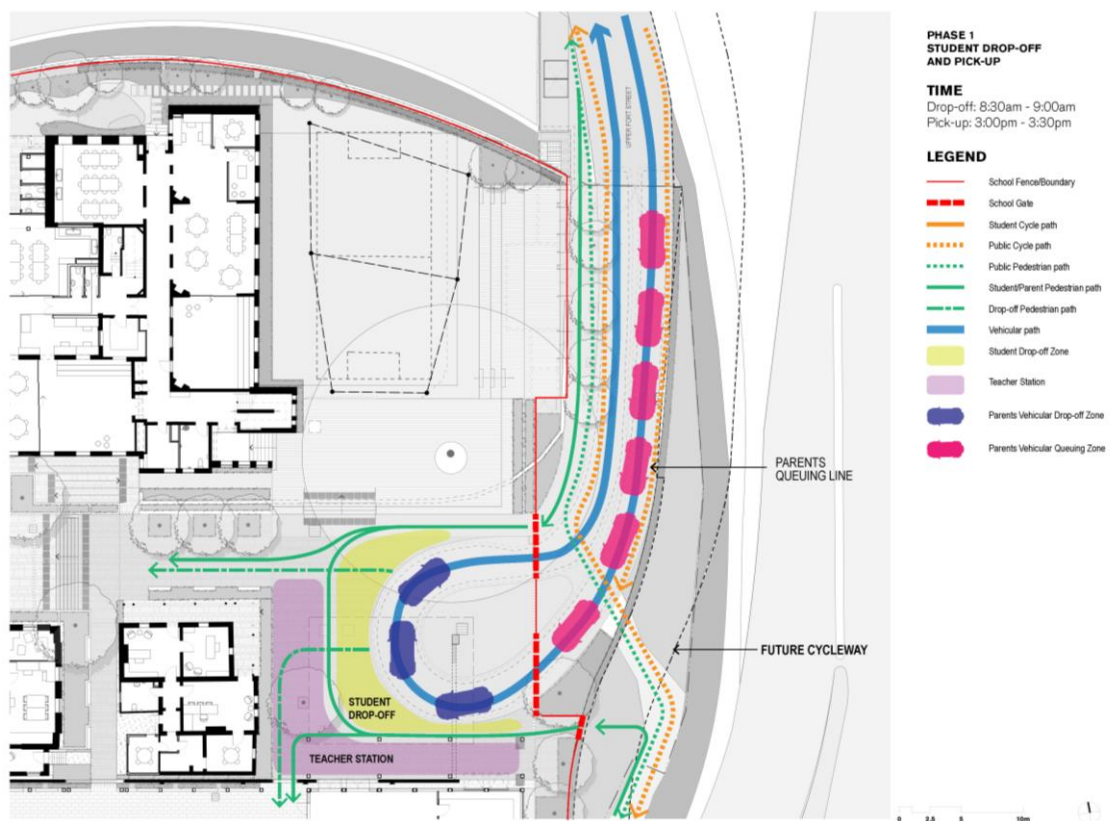 PHASE 1
STUDENT DROP-OFF
AND PICK-UP
TIME
Drop-off: 8:30am - 9:00am
Pick-up: 3:00pm - 3:30pm
LEGEND
School Fence/Boundary
School Gate
Student Cycle path
Public Cycle path
Public Pedestrian path
Student/Parent Pedestrian path
Drop-off Pedestrian path
Vehicular path
Student Drop-off Zone
Teacher Station
Parents Vehicular Drop-off Zone
Parents Vehicular Queuing Zone
UPPER FORT STREET
PARENTS
QUEUING LINE
FUTURE CYCLEWAY
STUDENT
DROP-OFF
TEACHER STATION
0 2.5 5 10m